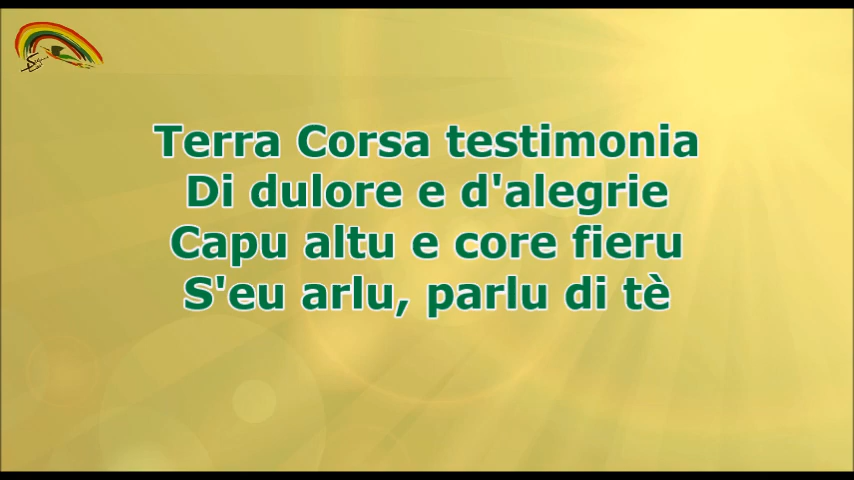 Terra Corsa testimonia
Di dulore e d'alegrie
Capu altu e core fieru
S'eu arlu, parlu di tè